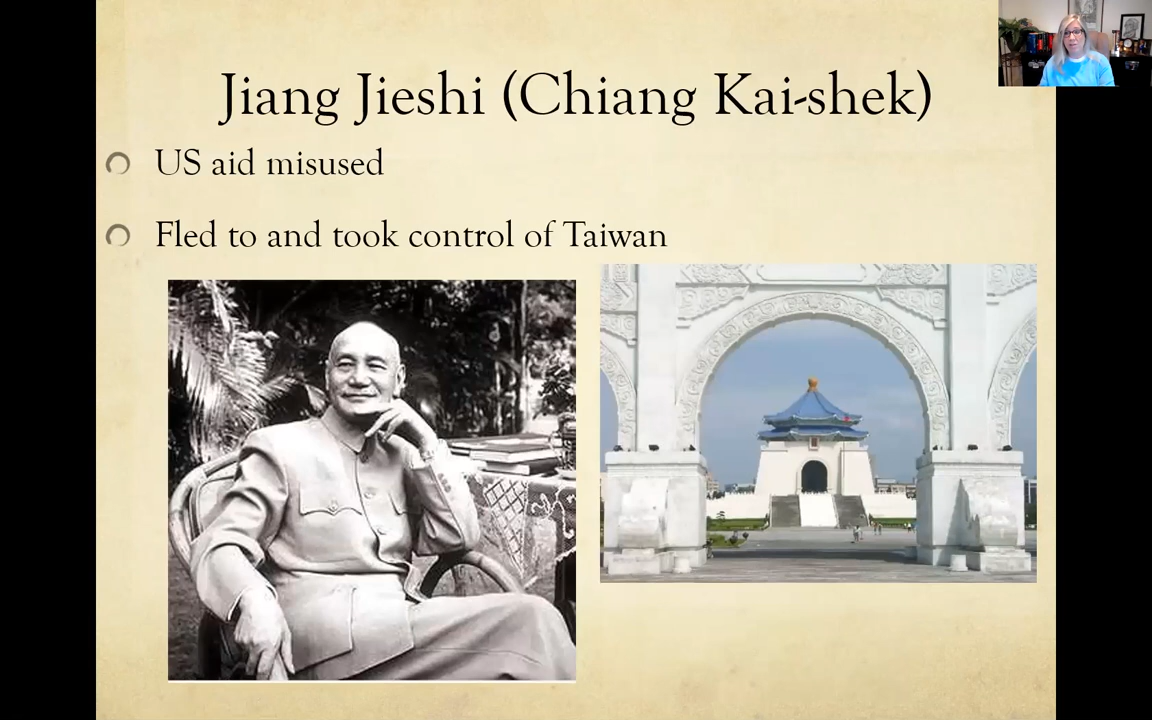 Jiang Jieshi (Chiang Kai-shek)
US aid misused
Fled to and took control of Taiwan